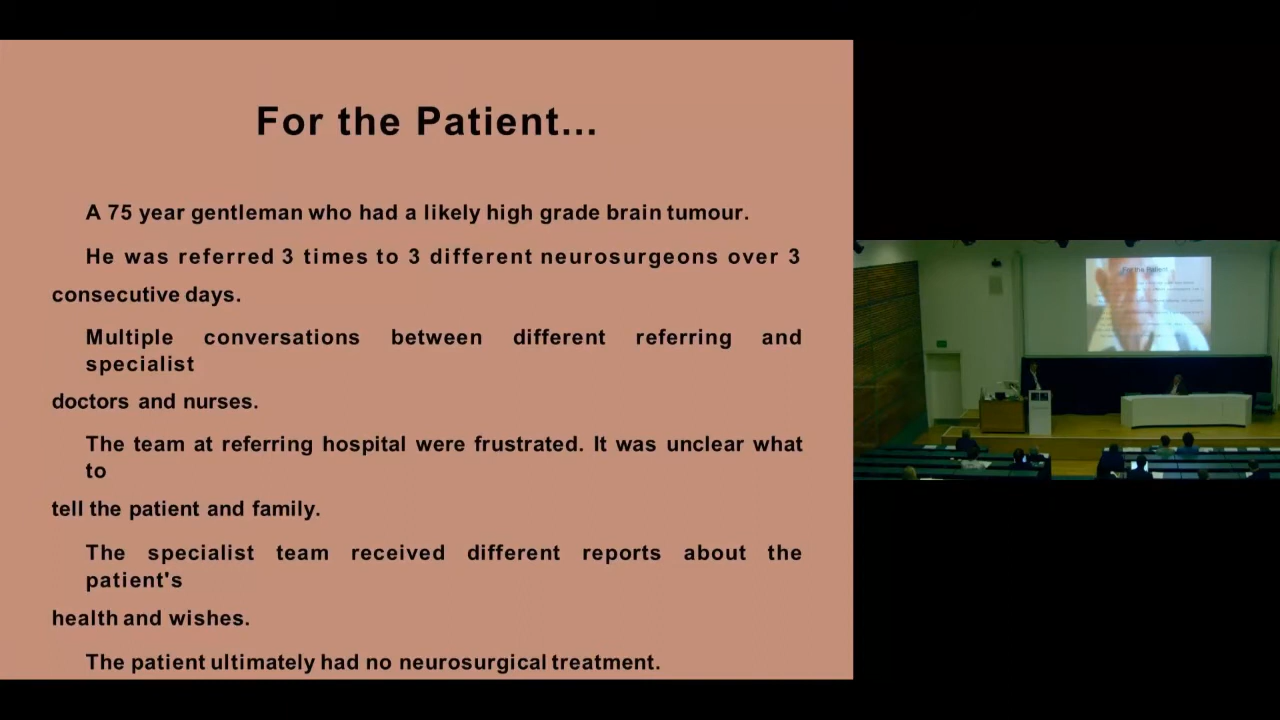 For the Patient...
A 75 year gentleman who had a likely high grade brain tumour.
He was referred 3 times to 3 different neurosurgeons over 3
consecutive days.
Multiple conversations between different referring and
specialist
doctors and nurses.
The team at referring hospital were frustrated. It was unclear what
to
tell the patient and family.
The specialist team received different reports about the
patient's
health and wishes.
The patient ultimately had no neurosurgical treatment.
For the Patient...